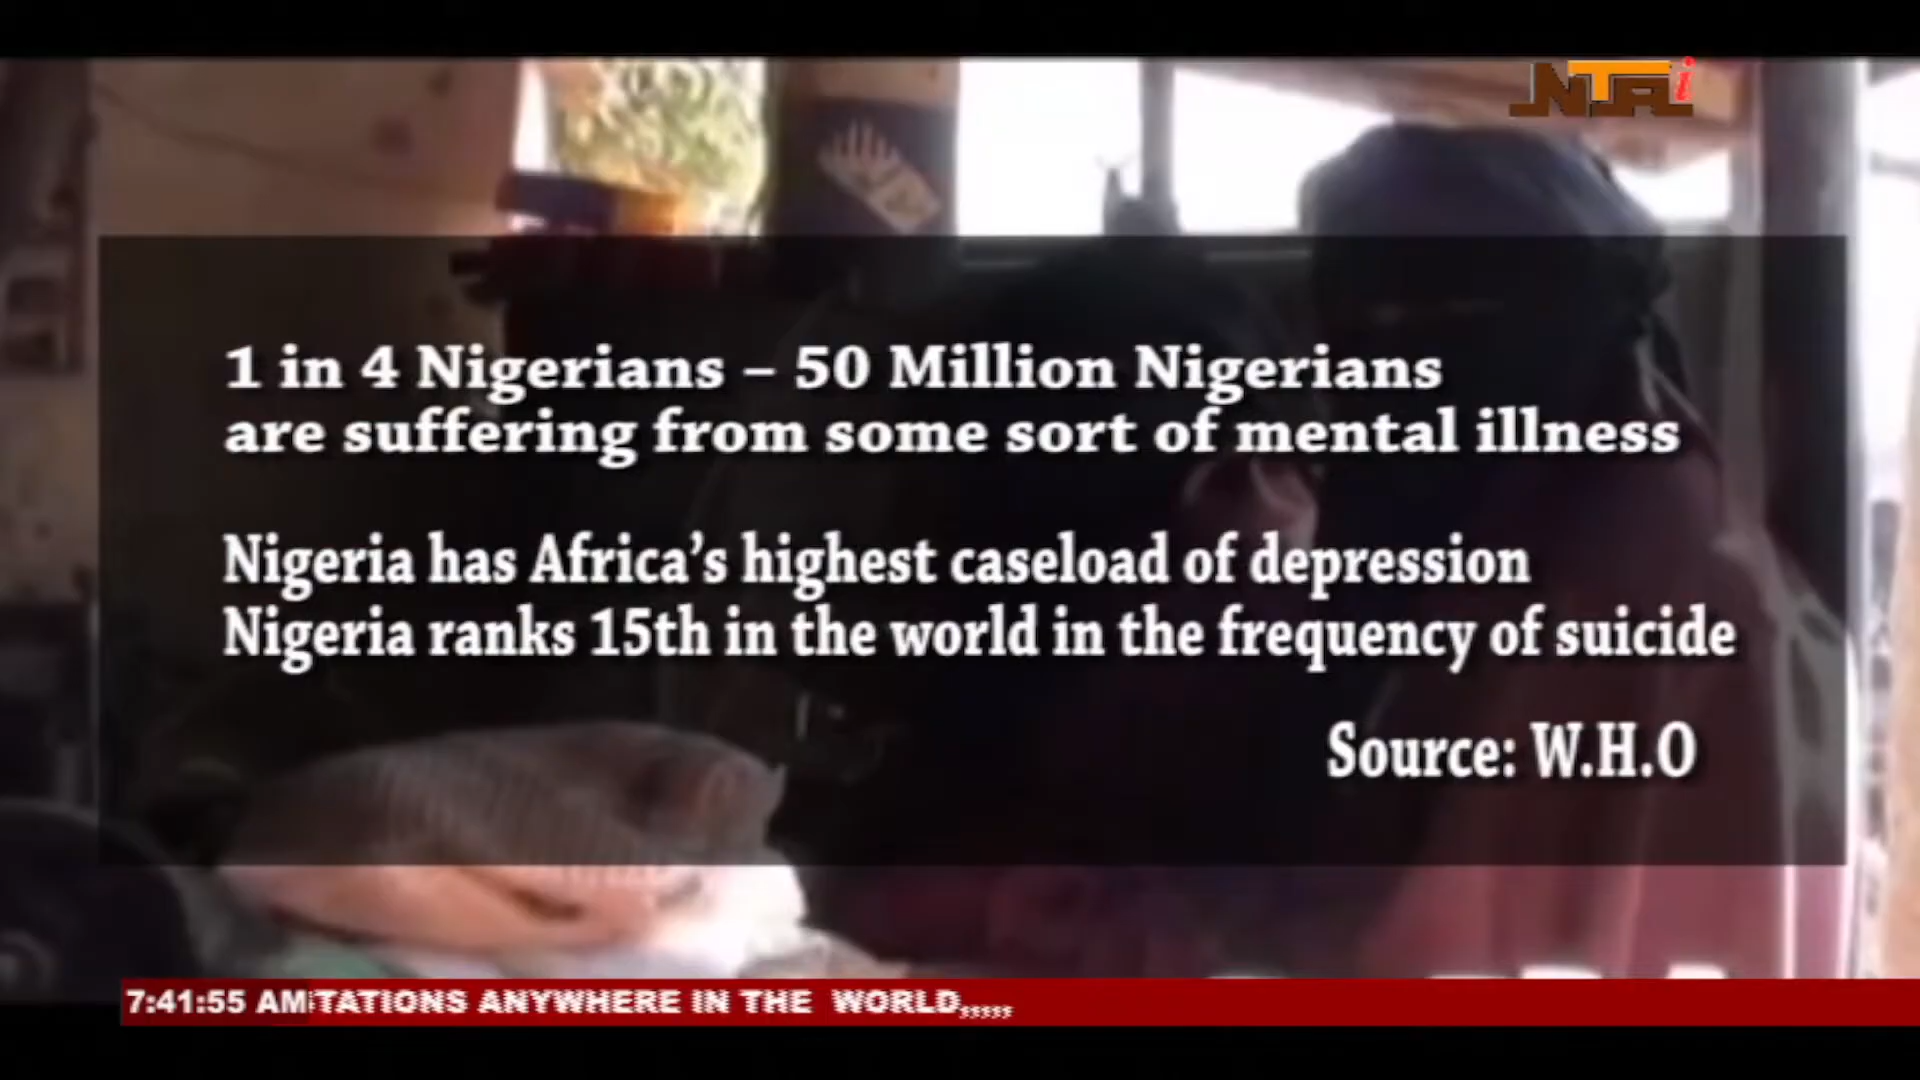 NTAi
1 in 4 Nigerians – 50 Million Nigerians
are suffering from some sort of mental illness
Nigeria has Africa’s highest caseload of depression
Nigeria ranks 15th in the world in the frequency of suicide
Source: W.H.O
7:41:55 AM TATIONS ANYWHERE IN THE WORLD,,,,,